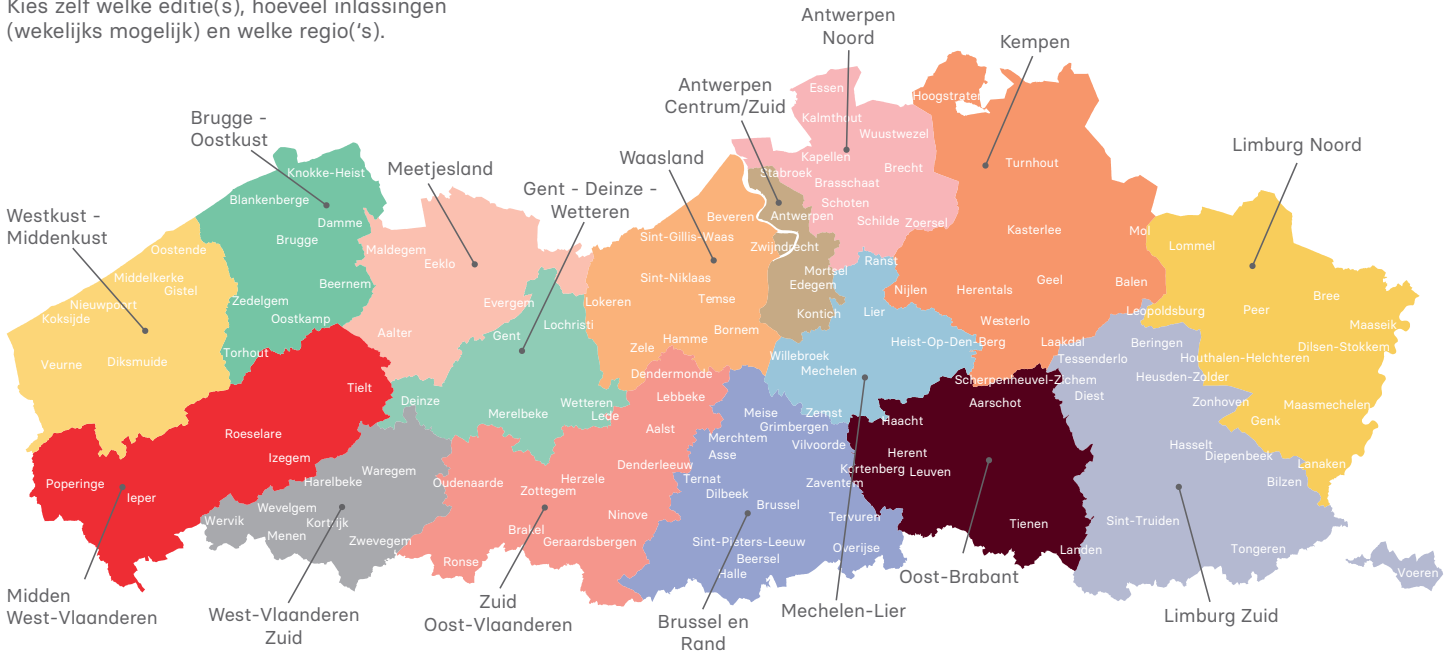 Kies zelf welke editie(s), hoeveel inlassingen
(wekelijks mogelijk) en welke regio('s).
Antwerpen
Noord
Kempen
Antwerpen
Centrum/Zuid
Brugge -
Oostkust
Meetjesland
Waasland
Limburg Noord
Gent - Deinze -
Wetteren
Westkust -
Middenkust
Essen
Hoogstraten
Kalmthout
Wuustwezel
Kapellen
Brecht
Turnhout
Stabroek
Brasschaat
Schoten
Antwerpen
Schilde
Zoersel
Kasterlee
Mol
Lommel
Knokke-Heist
Blankenberge
Damme
Brugge
Oostende
Maldegem
Eeklo
Beveren
Sint-Gillis-Waas
Zwijndrecht
Mortsel
Ranst
Edegem
Middelkerke
Gistel
Nieuwpoort
Koksijde
Zedelgem
Beernem
Oostkamp
Evergem
Lochristi
Lokeren
Sint-Niklaas
Temse
Bornem
Kontich
Lier
Nijlen
Herentals
Geel
Balen
Westerlo
Leopoldsburg
Peer
Bree
Maaseik
Veurne
Diksmuide
Torhout
Aalter
Gent
Zele
Hamme
Willebroek
Mechelen
Heist-Op-Den-Berg
Laakdal
Tessenderlo
Beringen
Houthalen-Helchteren
Dilsen-Stokkem
Heusden-Zolder
Tielt
Deinze
Merelbeke
Wetteren
Lede
Dendermonde
Lebbeke
Aalst
Meise
Grimbergen
Zemst
Scherpenheuvel-Zichem
Aarschot
Diest
Zonhoven
Maasmechelen
Genk
Haacht
Roeselare
Izegem
Merchtem
Asse
Vilvoorde
Herent
Leuven
Kortenberg
Hasselt
Diepenbeek
Lanaken
Bilzen
Poperinge
Ieper
Harelbeke
Waregem
Oudenaarde
Herzele
Zottegem
Denderleeuw
Ternat
Dilbeek
Zaventem
Brussel
Wervik
Wevelgem
Kortrijk
Menen
Zwevegem
Brakel
Ninove
Geraardsbergen
Ronse
Tervuren
Sint-Pieters-Leeuw
Beersel
Halle
Overijse
Tienen
Landen
Sint-Truiden
Tongeren
Voeren
Midden
West-Vlaanderen
West-Vlaanderen
Zuid
Zuid
Oost-Vlaanderen
Brussel en
Rand
Mechelen-Lier
Oost-Brabant
Limburg Zuid